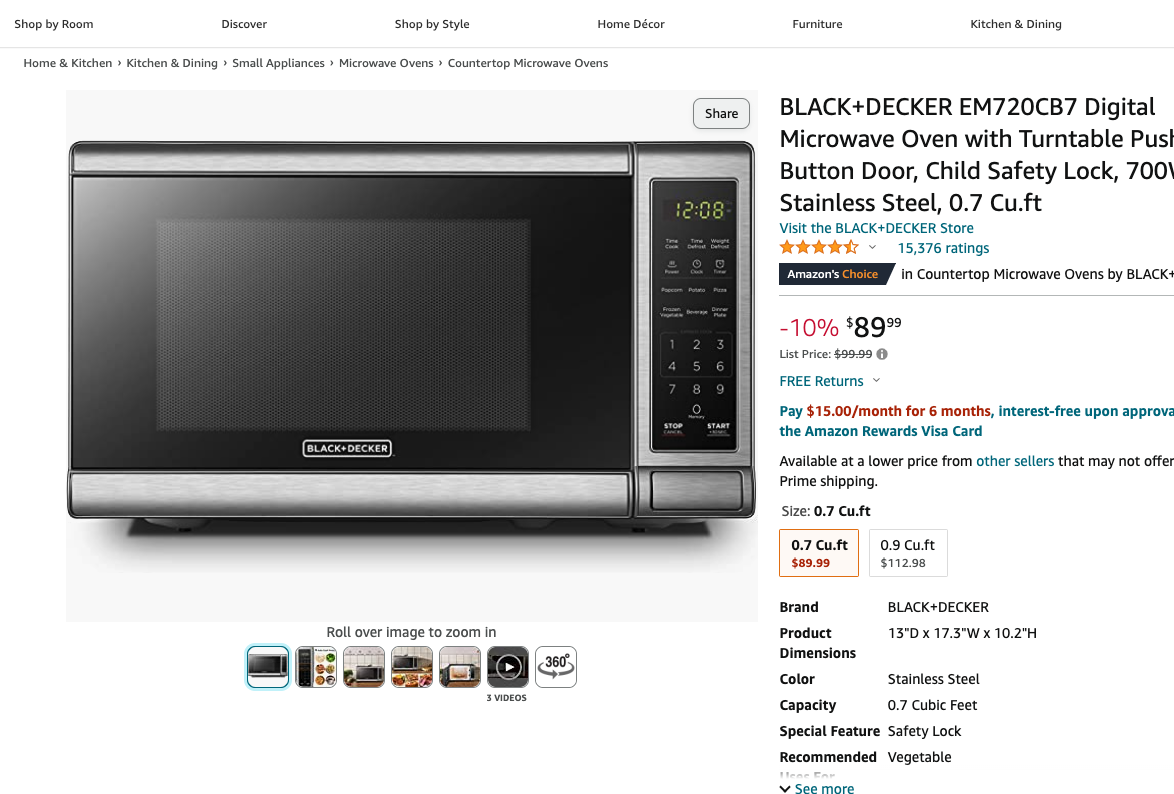 Shop by Room
Discover
Shop by Style
Home Décor
Furniture
Kitchen & Dining
Home & Kitchen › Kitchen & Dining › Small Appliances › Microwave Ovens › Countertop Microwave Ovens
Share
12:08
Time Cook
Time Defrost
Weight Defrost
Power
Clock
Timer
Popcorn
Potato
Pizza
Frozen Vegetable
Beverage
Dinner Plate
1 2 3
4 5 6
7 8 9
0
Memory
STOP
CANCEL
START
+30SEC
BLACK+DECKER
Roll over image to zoom in
360°
3 VIDEOS
BLACK+DECKER EM720CB7 Digital
Microwave Oven with Turntable Push
Button Door, Child Safety Lock, 700W
Stainless Steel, 0.7 Cu.ft
Visit the BLACK+DECKER Store
15,376 ratings
Amazon's Choice in Countertop Microwave Ovens by BLACK+
-10% $8999
List Price: $99.99
FREE Returns
Pay $15.00/month for 6 months, interest-free upon approva
the Amazon Rewards Visa Card
Available at a lower price from other sellers that may not offer
Prime shipping.
Size: 0.7 Cu.ft
0.7 Cu.ft
$89.99
0.9 Cu.ft
$112.98
Brand BLACK+DECKER
Product Dimensions 13"D x 17.3"W x 10.2"H
Color Stainless Steel
Capacity 0.7 Cubic Feet
Special Feature Safety Lock
Recommended Uses For Vegetable
See more